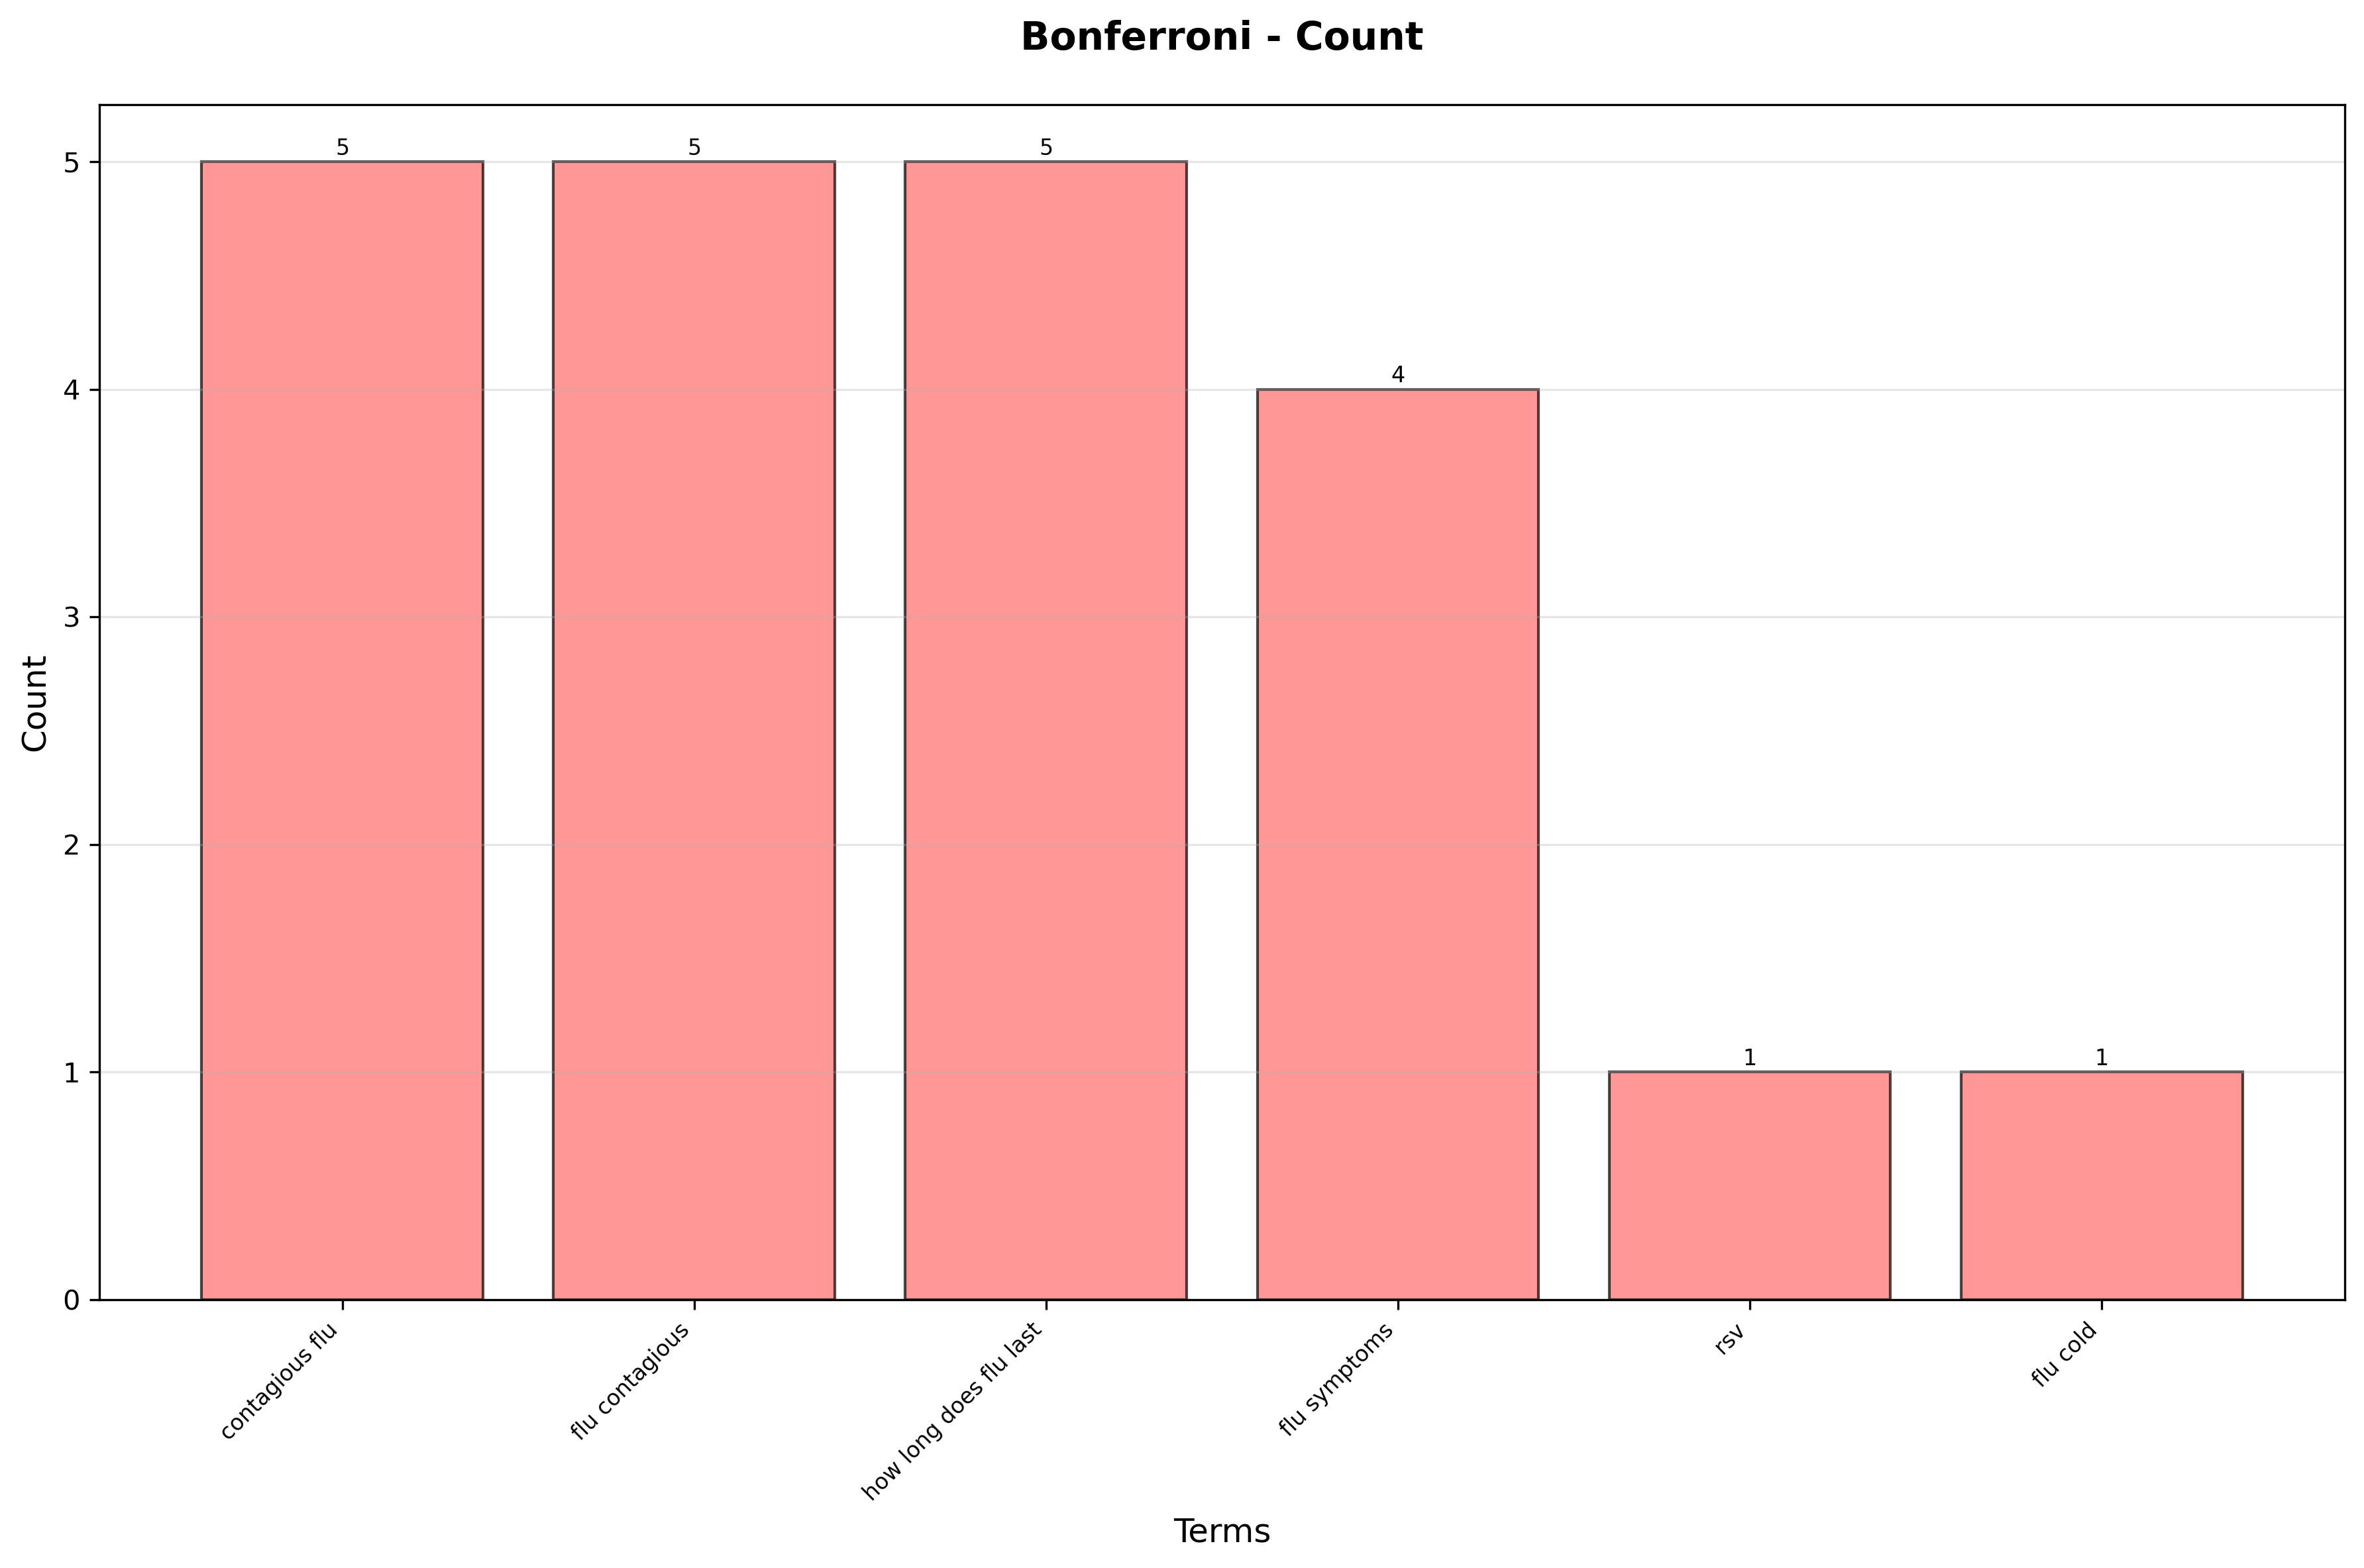 Bonferroni - Count
5
5
5
4
1
1
5
4
3
2
1
0
Count
contagious flu
flu contagious
how long does flu last
flu symptoms
rsv
flu cold
Terms